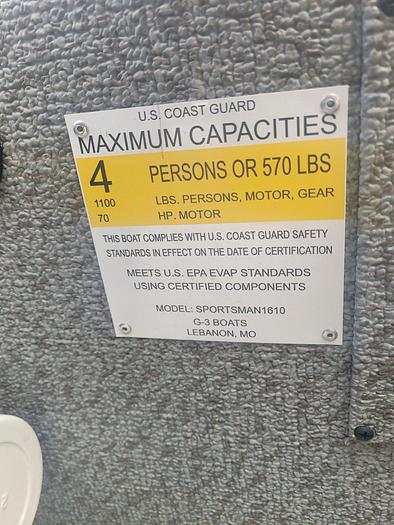 U.S. COAST GUARD
MAXIMUM CAPACITIES
4 PERSONS OR 570 LBS
1100 LBS. PERSONS, MOTOR, GEAR
70 HP. MOTOR
THIS BOAT COMPLIES WITH U.S. COAST GUARD SAFETY
STANDARDS IN EFFECT ON THE DATE OF CERTIFICATION
MEETS U.S. EPA EVAP STANDARDS
USING CERTIFIED COMPONENTS
MODEL: SPORTSMAN1610
G-3 BOATS
LEBANON, MO